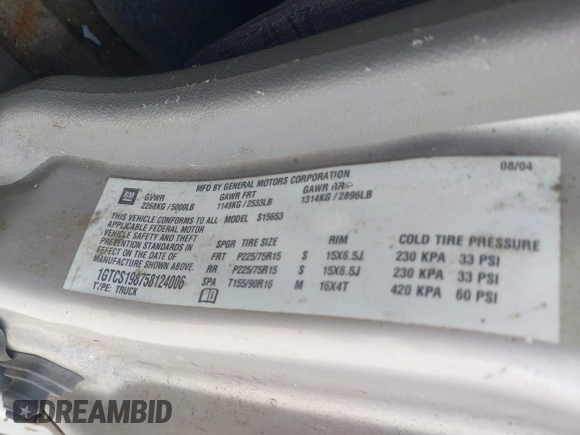 08/04
GM
MFD BY GENERAL MOTORS CORPORATION
GVWR GAWR FRT GAWR RR
2268KG / 5000LB 1149KG / 2533LB 1314KG / 2896LB
THIS VEHICLE CONFORMS TO ALL APPLICABLE FEDERAL MOTOR VEHICLE SAFETY AND THEFT PREVENTION STANDARDS IN EFFECT ON THE DATE OF MANUFACTURE SHOWN ABOVE.
MODEL S15653
1GTCS198758124006
TYPE: TRUCK
SPGR TIRE SIZE RIM COLD TIRE PRESSURE
FRT P225/75R15 S 15X6.5J 230 KPA 33 PSI
RR P225/75R15 S 15X6.5J 230 KPA 33 PSI
SPA T155/90R16 M 16X4T 420 KPA 60 PSI
DREAMBID